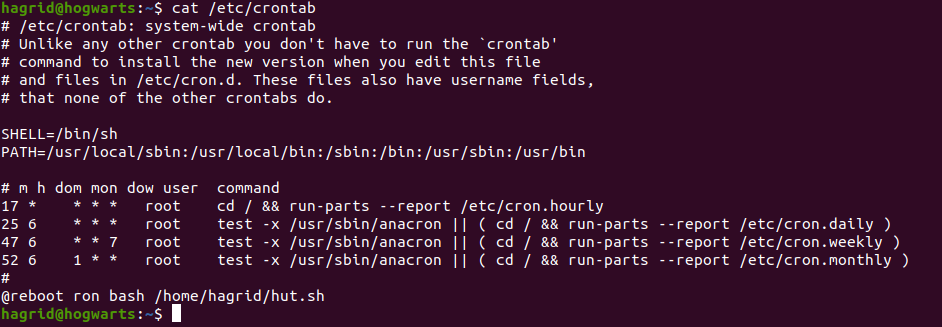 hagrid@hogwarts:~$ cat /etc/crontab
# /etc/crontab: system-wide crontab
# Unlike any other crontab you don't have to run the `crontab'
# command to install the new version when you edit this file
# and files in /etc/cron.d. These files also have username fields,
# that none of the other crontabs do.

SHELL=/bin/sh
PATH=/usr/local/sbin:/usr/local/bin:/sbin:/bin:/usr/sbin:/usr/bin

# m h dom mon dow user  command
17 *    * * *   root    cd / && run-parts --report /etc/cron.hourly
25 6    * * *   root    test -x /usr/sbin/anacron || ( cd / && run-parts --report /etc/cron.daily )
47 6    * * 7   root    test -x /usr/sbin/anacron || ( cd / && run-parts --report /etc/cron.weekly )
52 6    1 * *   root    test -x /usr/sbin/anacron || ( cd / && run-parts --report /etc/cron.monthly )
#
@reboot ron bash /home/hagrid/hut.sh
hagrid@hogwarts:~$